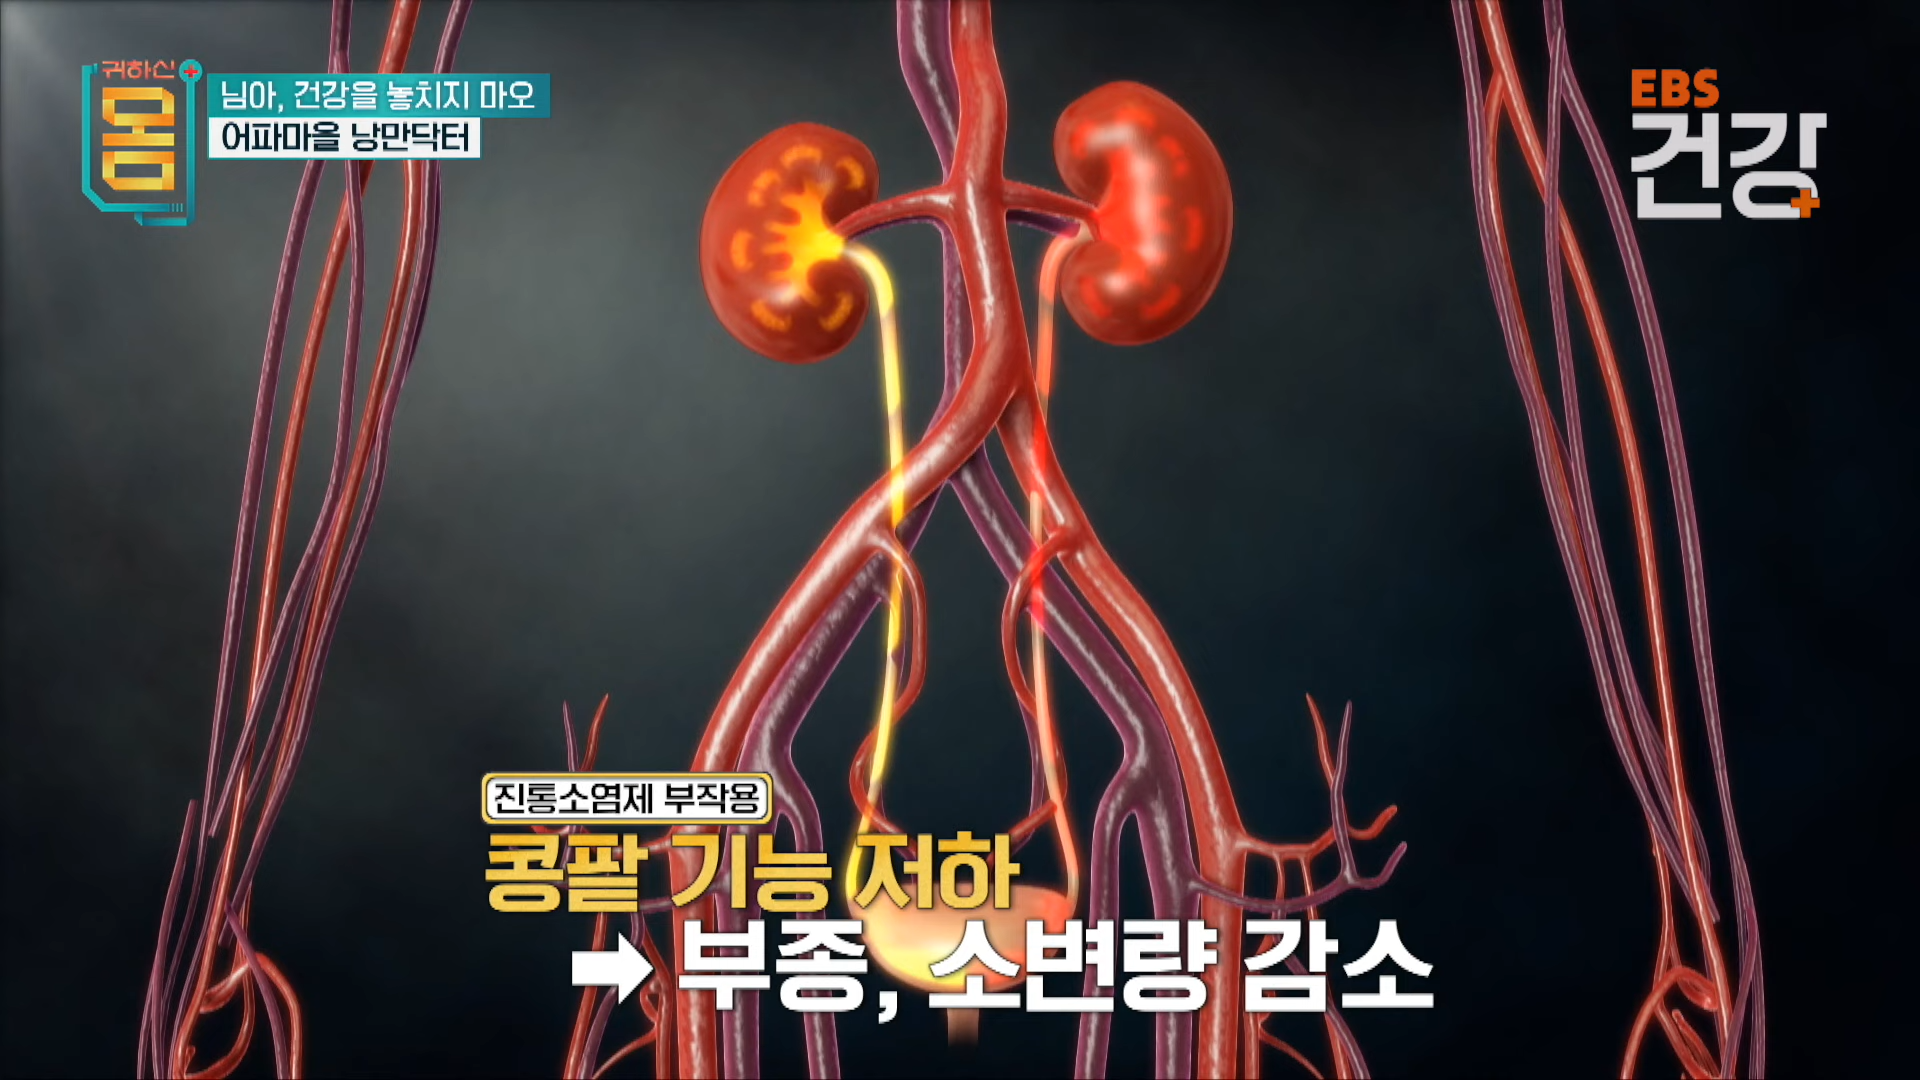 귀하신
몸
님아, 건강을 놓치지 마오
어파마을 낭만닥터
EBS
건강+
진통소염제 부작용
콩팥 기능 저하
➡ 부종, 소변량 감소